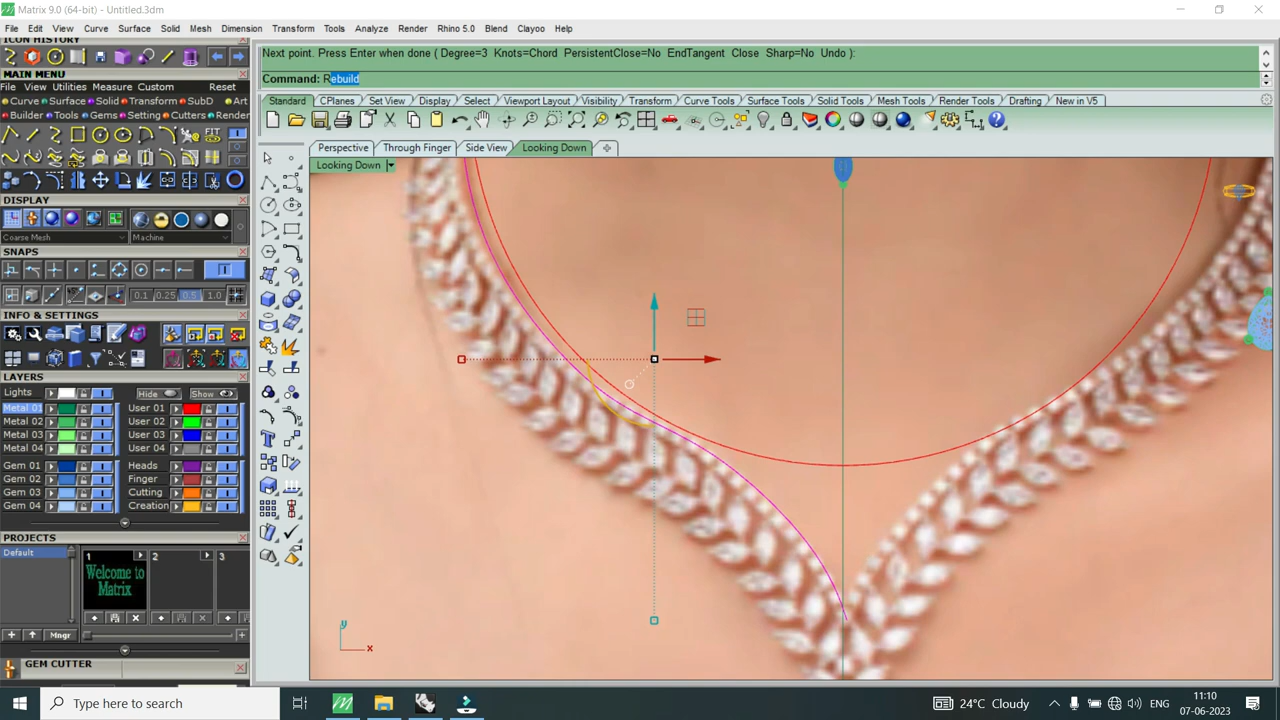 Matrix 9.0 (64-bit) - Untitled.3dm
File Edit View Curve Surface Solid Mesh Dimension Transform Tools Analyze Render Rhino 5.0 Blend Clayoo Help
ICON HISTORY
Next point. Press Enter when done ( Degree=3 Knots=Chord PersistentClose=No EndTangent Close Sharp=No Undo ):
MAIN MENU
Command: Rebuild
File View Utilities Measure Custom Reset
Curve Surface Solid Transform SubD Art
Builder Tools Gems Setting Cutters Render
Standard CPlanes Set View Display Select Viewport Layout Visibility Transform Curve Tools Surface Tools Solid Tools Mesh Tools Render Tools Drafting New in V5
FIT
Perspective Through Finger Side View Looking Down
Looking Down
DISPLAY
Coarse Mesh Machine
SNAPS
0.1 0.25 0.5 1.0
INFO & SETTINGS
LAYERS
Lights Hide Show
Metal 01 User 01
Metal 02 User 02
Metal 03 User 03
Metal 04 User 04
Gem 01 Heads
Gem 02 Finger
Gem 03 Cutting
Gem 04 Creation
PROJECTS
Default 1 2 3
Welcome to Matrix
Mngr
GEM CUTTER
y
x
Type here to search
24°C Cloudy
ENG
11:10
07-06-2023